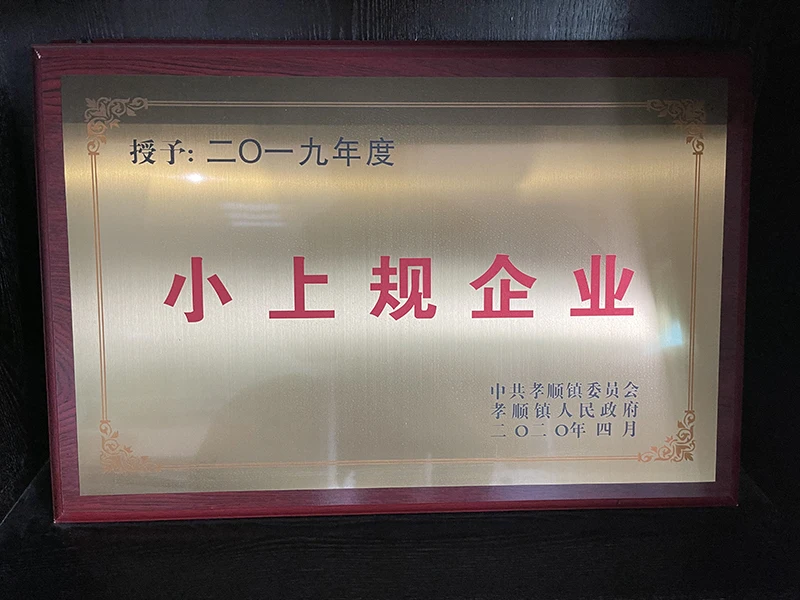 授予: 二〇一九年度
小上规企业
中共孝顺镇委员会
孝顺镇人民政府
二〇二〇年四月